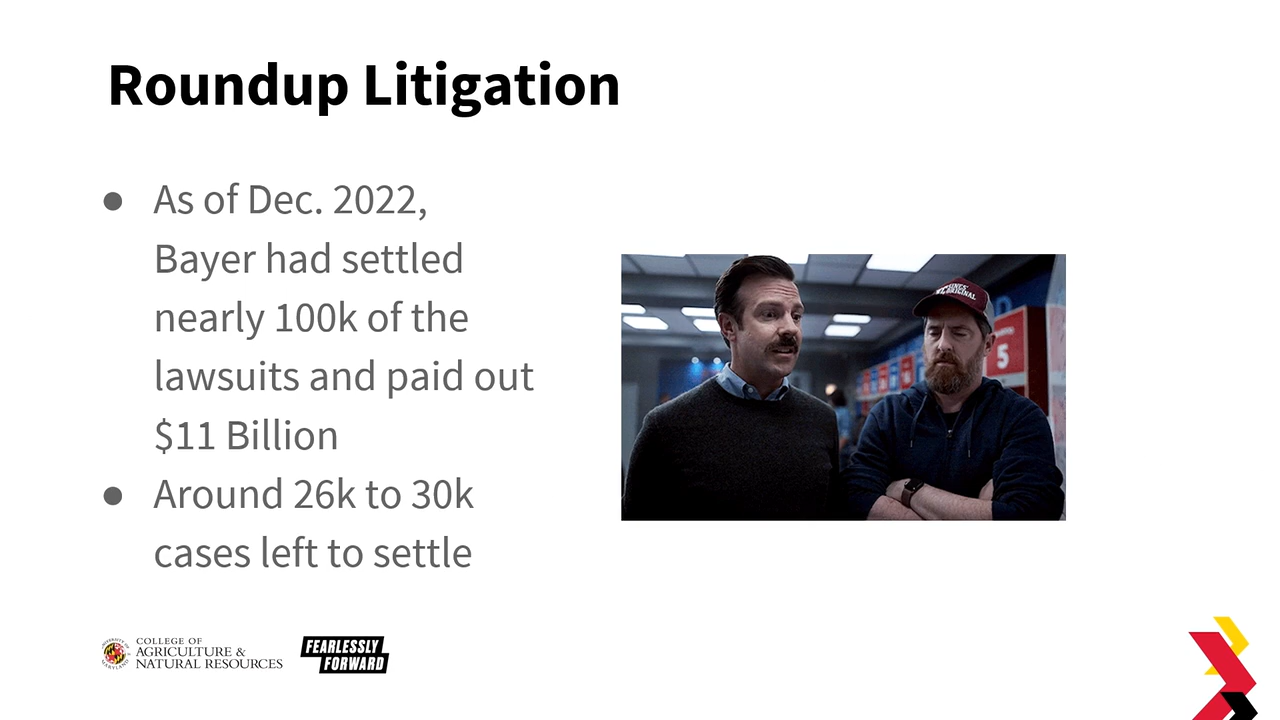 Roundup Litigation
● As of Dec. 2022,
Bayer had settled
nearly 100k of the
lawsuits and paid out
$11 Billion
● Around 26k to 30k
cases left to settle
5
COLLEGE OF
AGRICULTURE &
NATURAL RESOURCES
FEARLESSLY
FORWARD